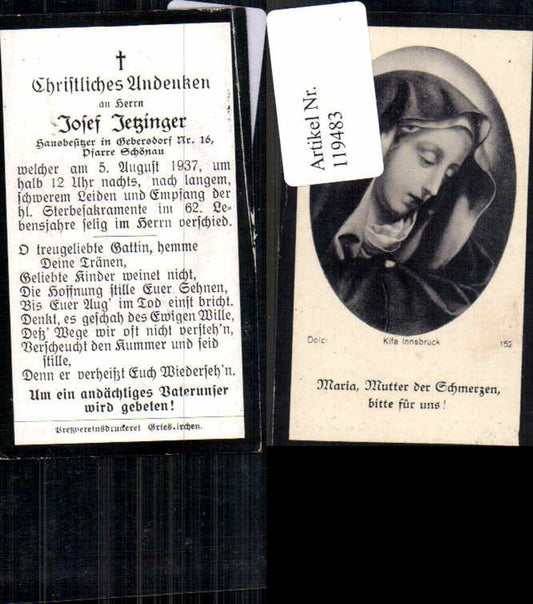 Christliches Andenken
an Herrn
Josef Jetzinger
Hausbesitzer in Gebersdorf Nr. 16,
Pfarre Schönau
welcher am 5. August 1937, um
halb 12 Uhr nachts, nach langem,
schwerem Leiden und Empfang der
hl. Sterbesakramente im 62. Le-
bensjahre selig im Herrn verschied.
O treugeliebte Gattin, hemme
Deine Tränen,
Geliebte Kinder weinet nicht,
Die Hoffnung stille Euer Sehnen,
Bis Euer Aug' im Tod einst bricht.
Denkt, es geschah des Ewigen Wille,
Deß' Wege wir oft nicht versteh'n,
Verscheucht den Kummer und seid
stille,
Denn er verheißt Euch Wiederseh'n.
Um ein andächtiges Vaterunser
wird gebeten!
Preßvereinsdruckerei Grieskirchen.
Artikel Nr.
119483
Dolci Kifa Innsbruck 152
Maria, Mutter der Schmerzen,
bitte für uns!